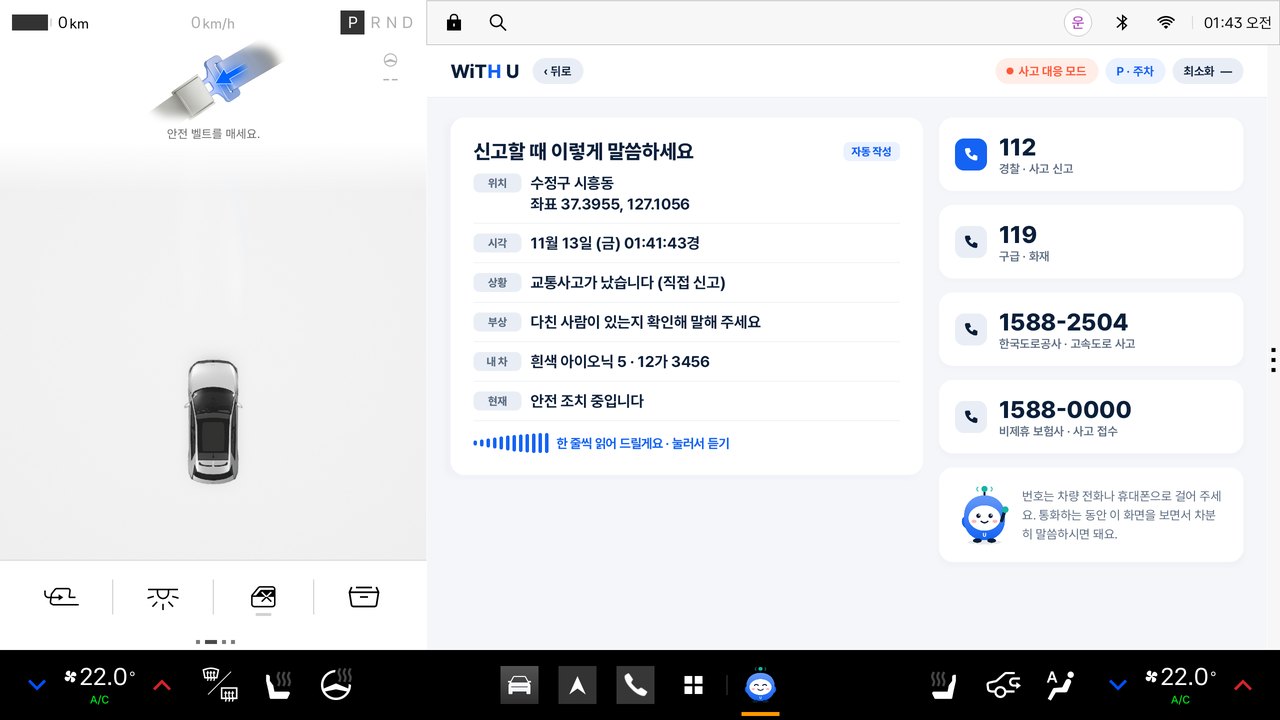 0 km
0 km/h
P R N D
운
01:43 오전
안전 벨트를 매세요.
--
WiTH U
‹ 뒤로
사고 대응 모드
P · 주차
최소화 —
신고할 때 이렇게 말씀하세요
자동 작성
위치
수정구 시흥동
좌표 37.3955, 127.1056
시각
11월 13일 (금) 01:41:43경
상황
교통사고가 났습니다 (직접 신고)
부상
다친 사람이 있는지 확인해 말해 주세요
내 차
흰색 아이오닉 5 · 12가 3456
현재
안전 조치 중입니다
한 줄씩 읽어 드릴게요 · 눌러서 듣기
112
경찰 · 사고 신고
119
구급 · 화재
1588-2504
한국도로공사 · 고속도로 사고
1588-0000
비제휴 보험사 · 사고 접수
번호는 차량 전화나 휴대폰으로 걸어 주세
요. 통화하는 동안 이 화면을 보면서 차분
히 말씀하시면 돼요.
U
22.0°
A/C
A
22.0°
A/C